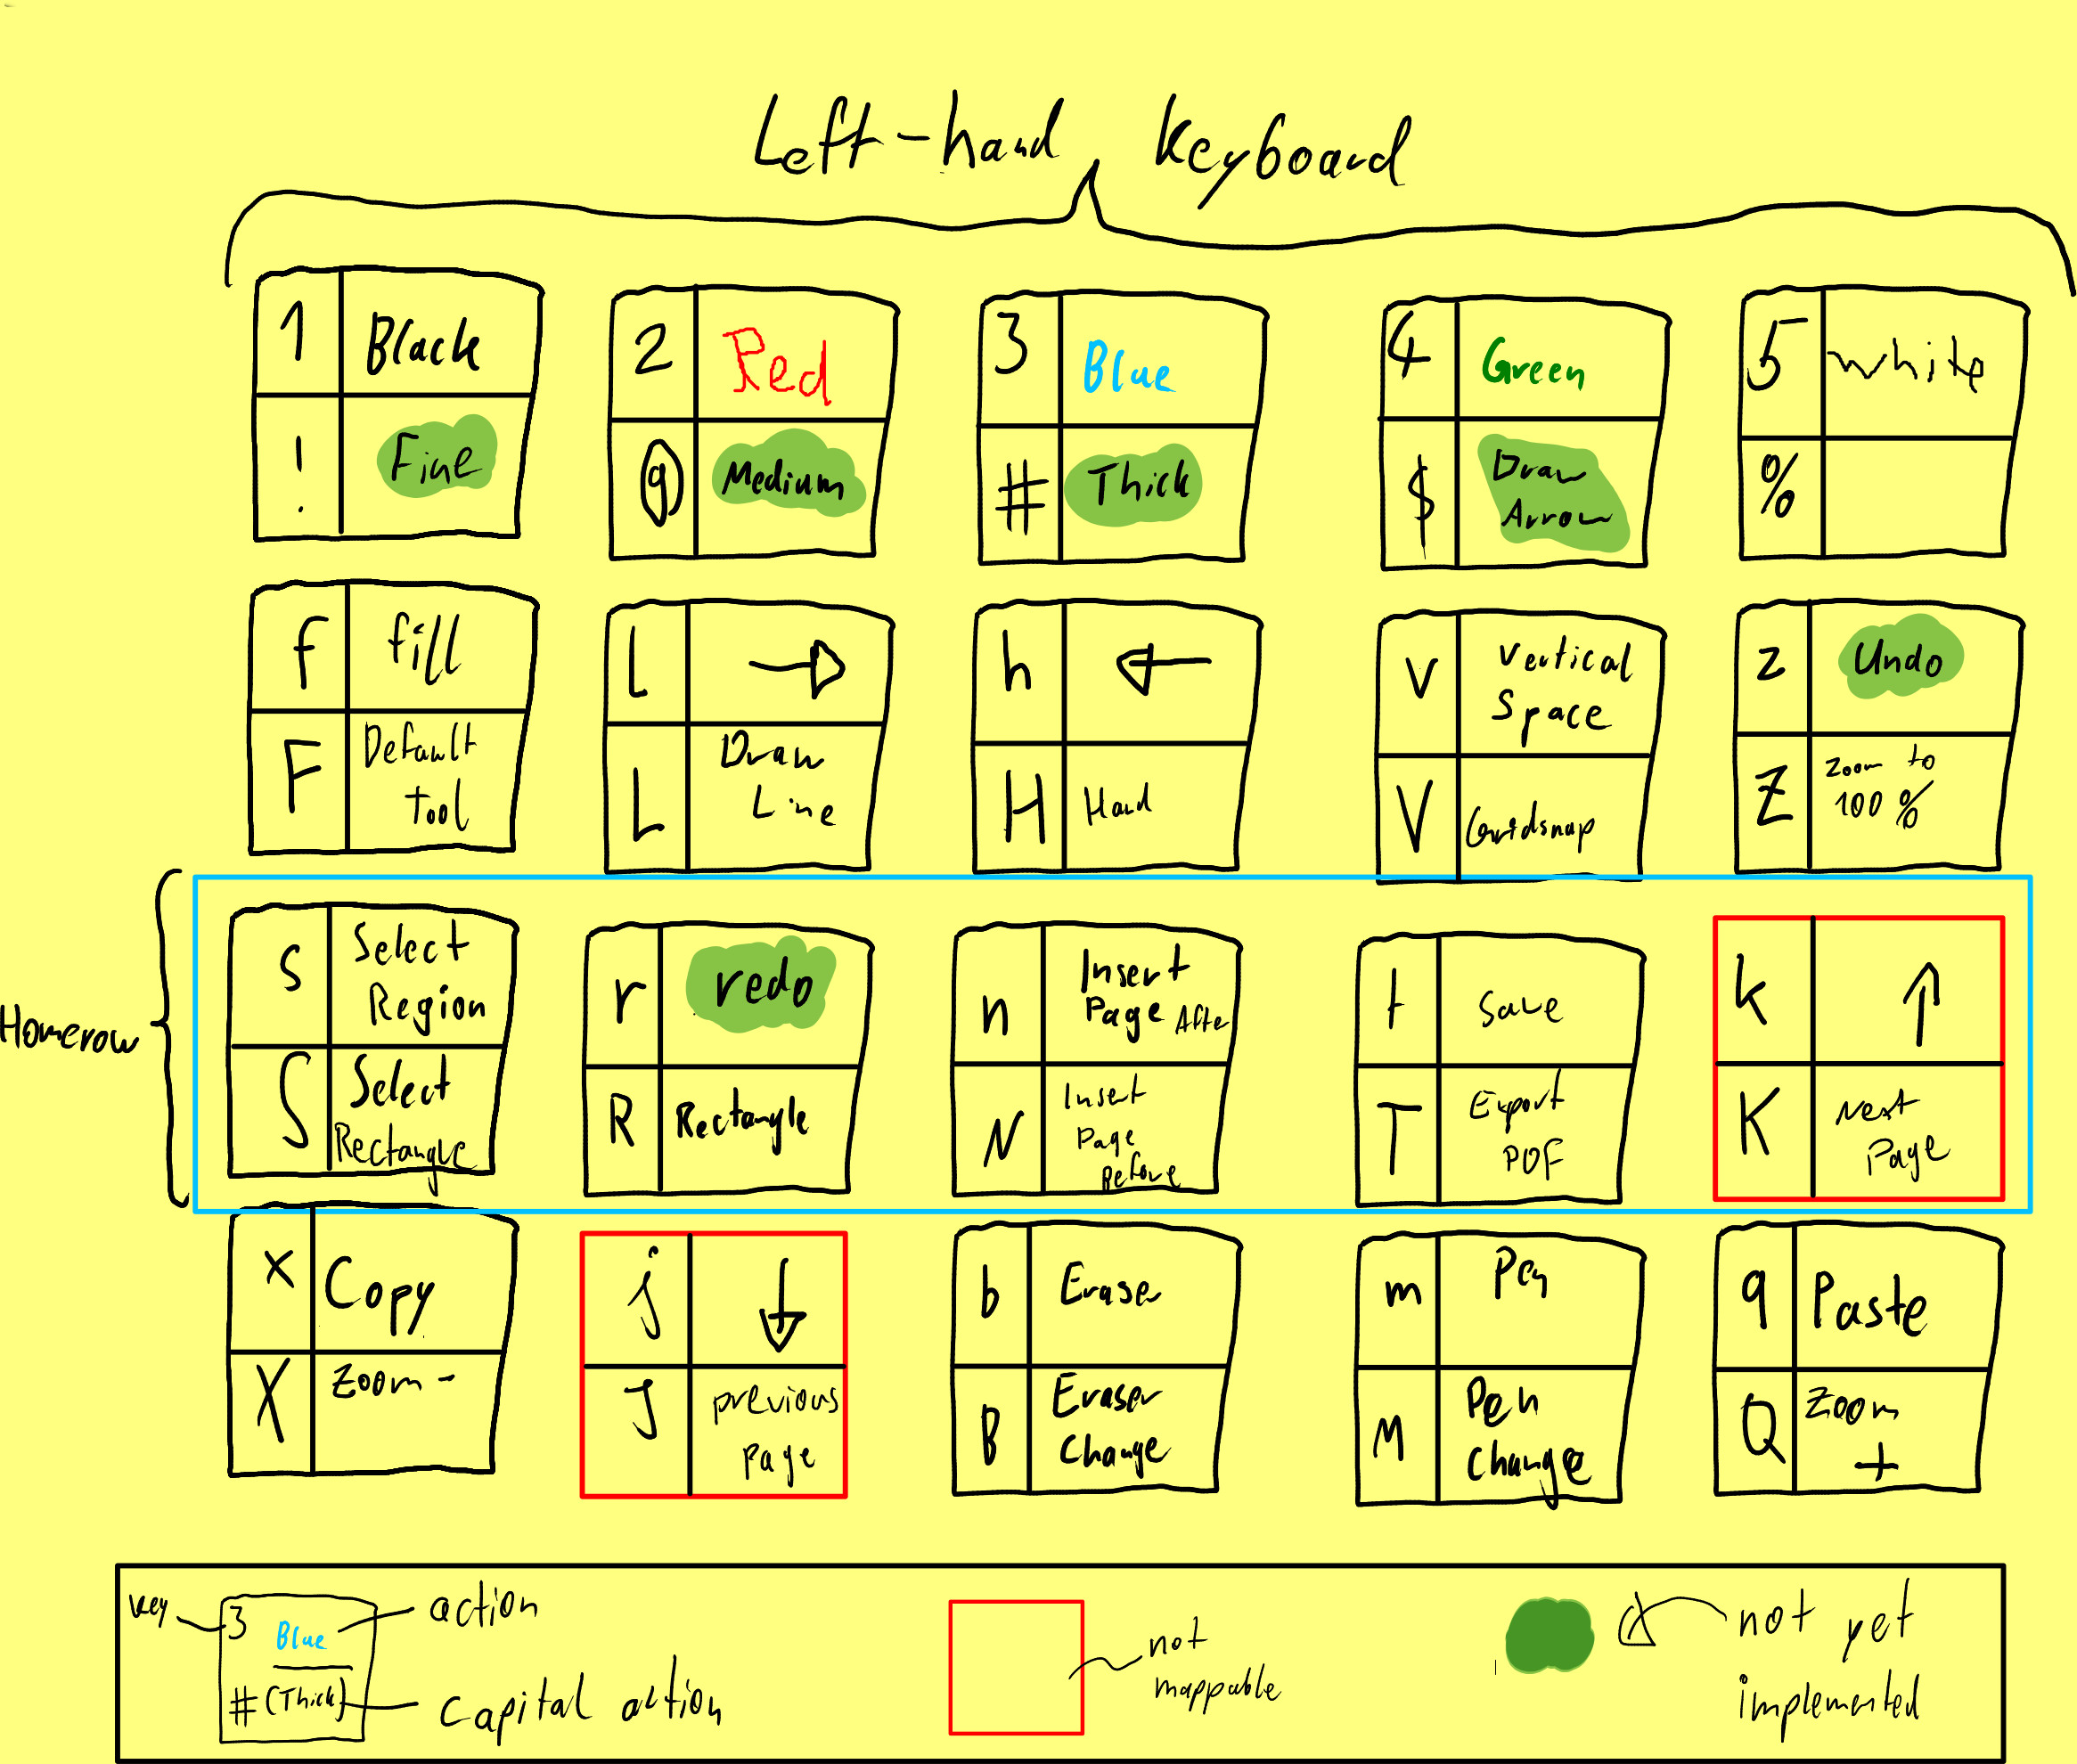 Left-hand Keyboard
1 Black
! Fine
2 Red
@ Medium
3 Blue
# Thick
4 Green
$ Draw
Arrow
5 White
%
f fill
F Default
tool
l →
L Draw
Line
h ←
H Hand
v Vertical
Space
V Gridsnap
z Undo
Z Zoom to
100 %
Homerow
s Select
Region
S Select
Rectangle
r redo
R Rectangle
n Insert
Page After
N Insert
Page
Before
t Save
T Export
PDF
k ↑
K Next
Page
x Copy
X Zoom -
j ↓
J previous
page
b Erase
B Eraser
Change
m Pen
M Pen
Change
q Paste
Q Zoom
+
key 3 Blue action
# (Thick) Capital action
not
mappable
not yet
implemented